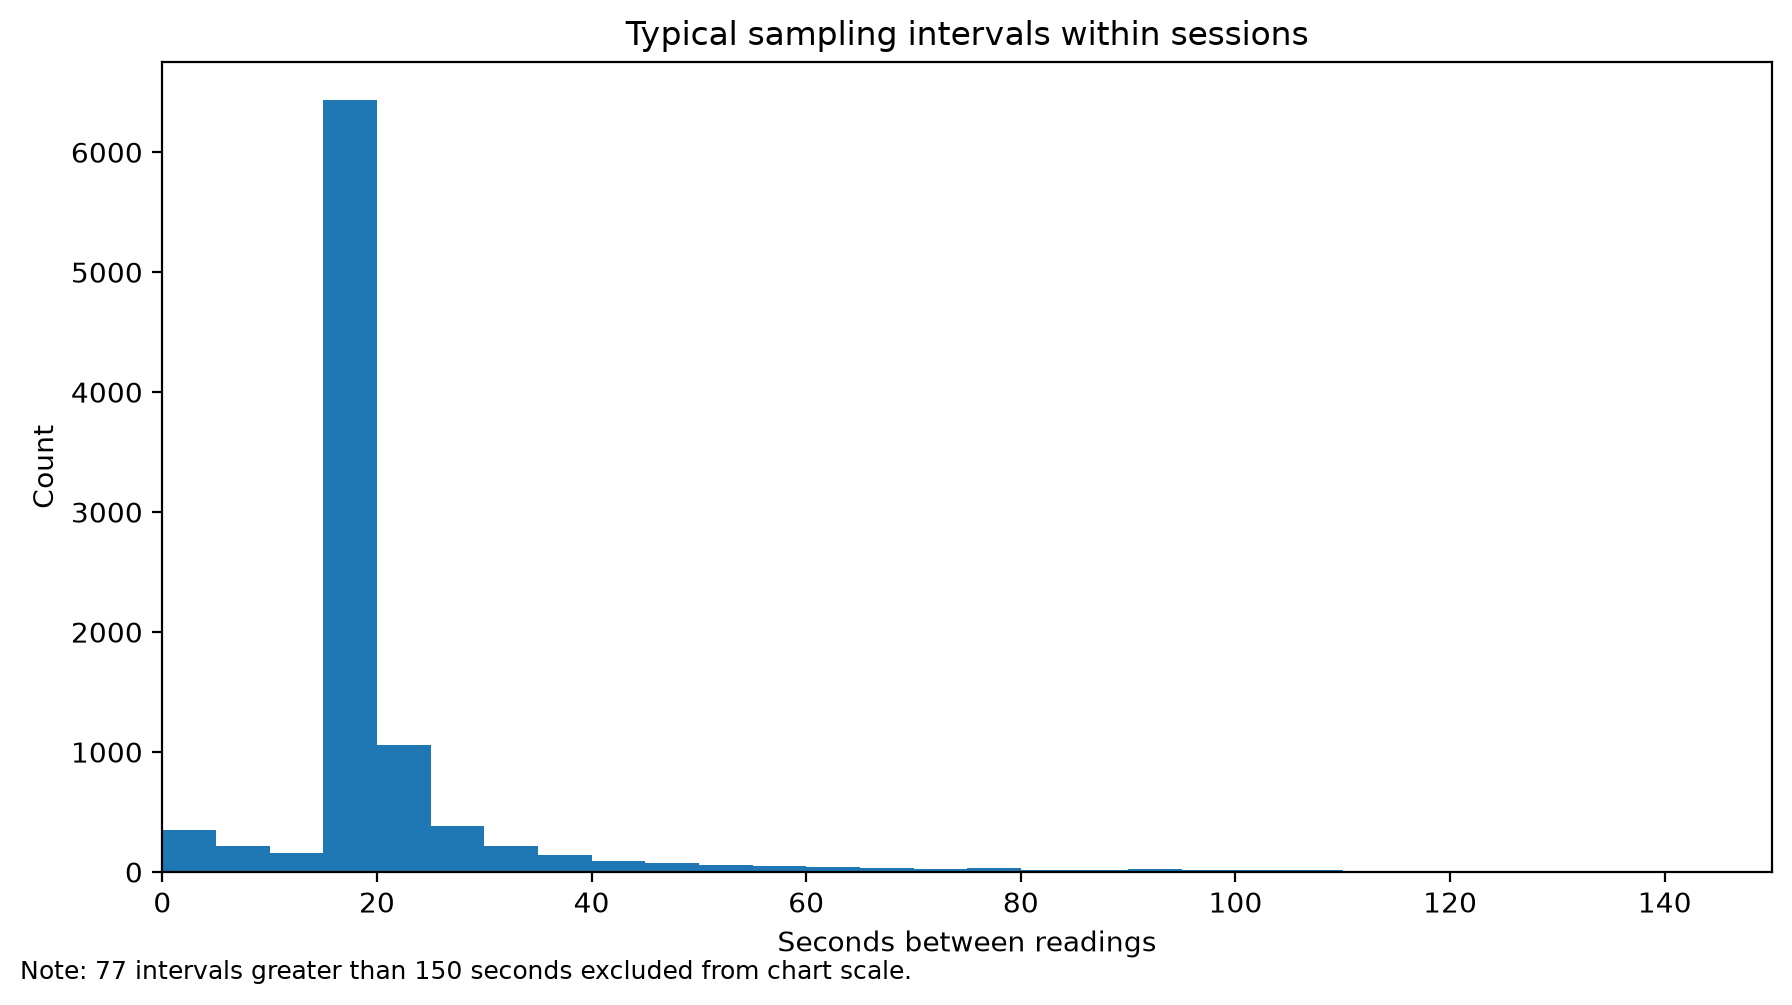 Typical sampling intervals within sessions
6000
5000
4000
3000
2000
1000
0
Count
0 20 40 60 80 100 120 140
Seconds between readings
Note: 77 intervals greater than 150 seconds excluded from chart scale.